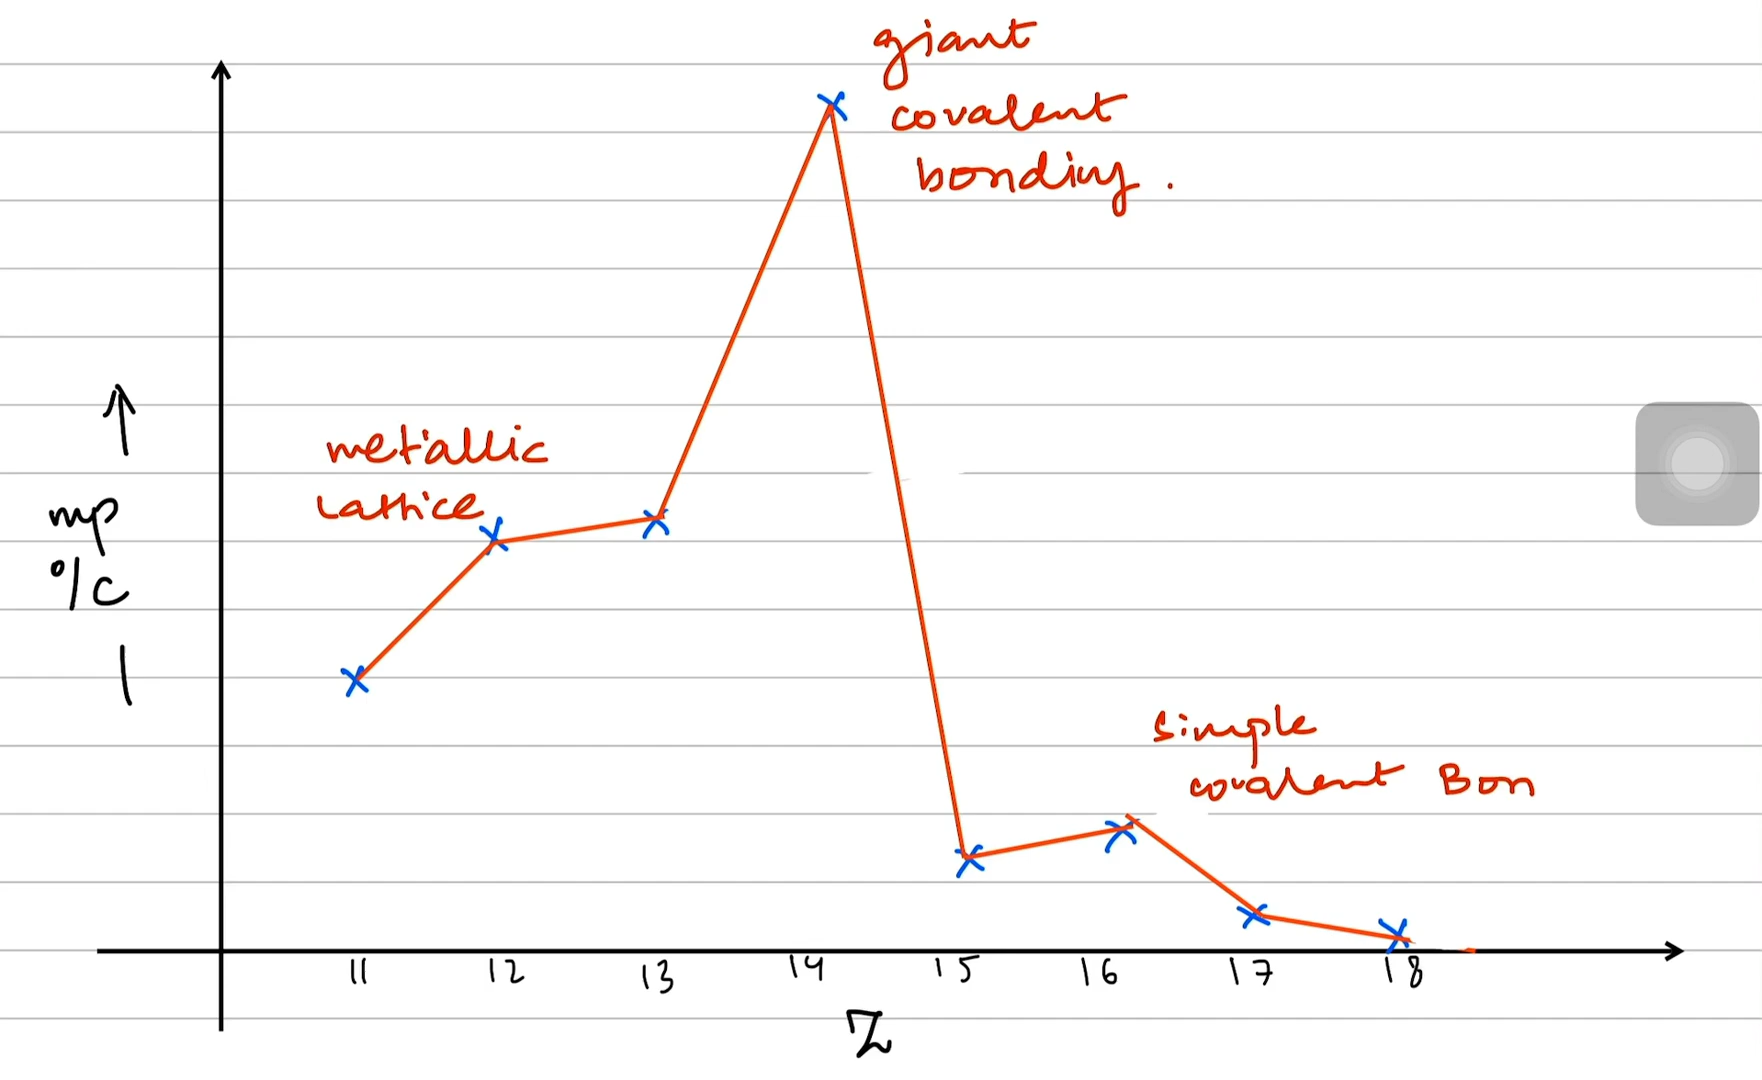 giant
covalent
bonding.
metallic
lattice
mp
°/C
simple
covalent Bon
11 12 13 14 15 16 17 18
Z